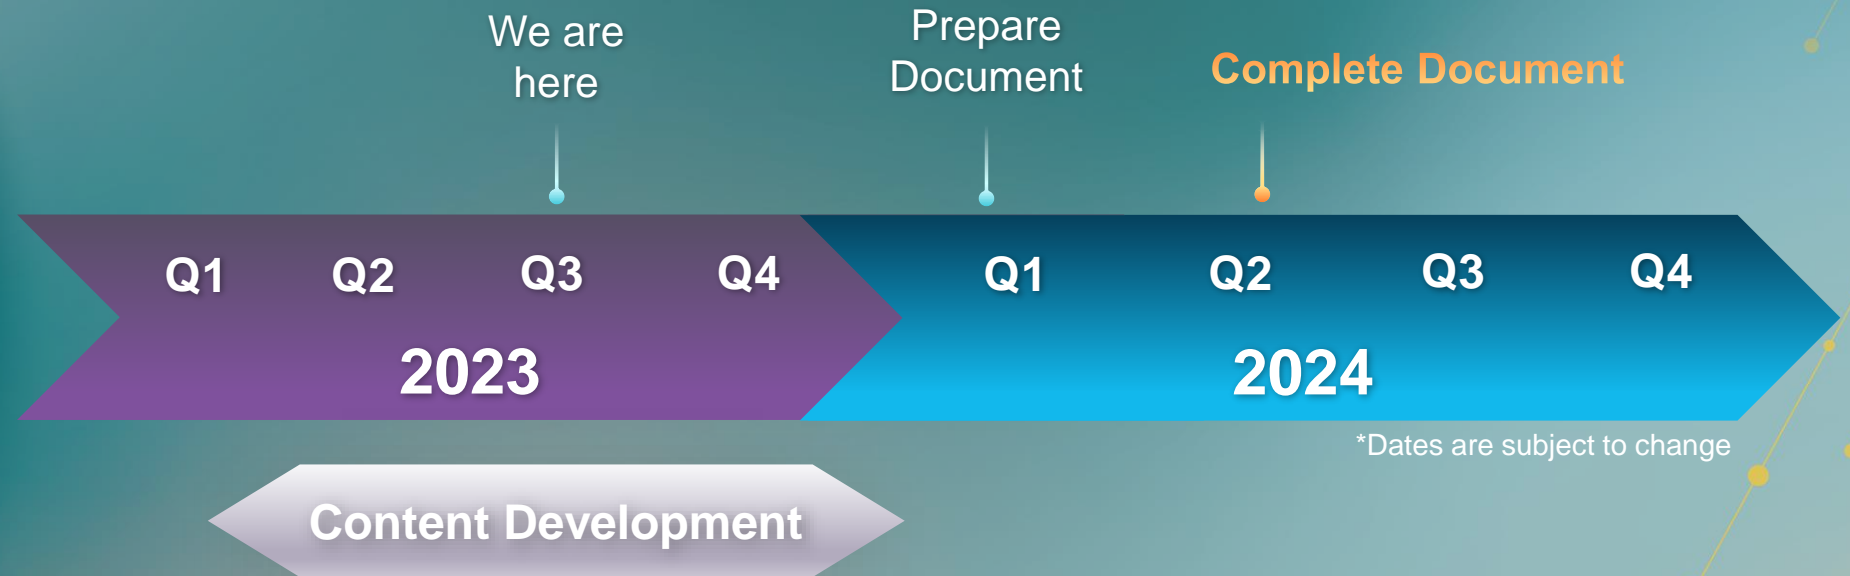 We are
here
Prepare
Document
Complete Document
Q1 Q2 Q3 Q4 Q1 Q2 Q3 Q4
2023 2024
*Dates are subject to change
Content Development